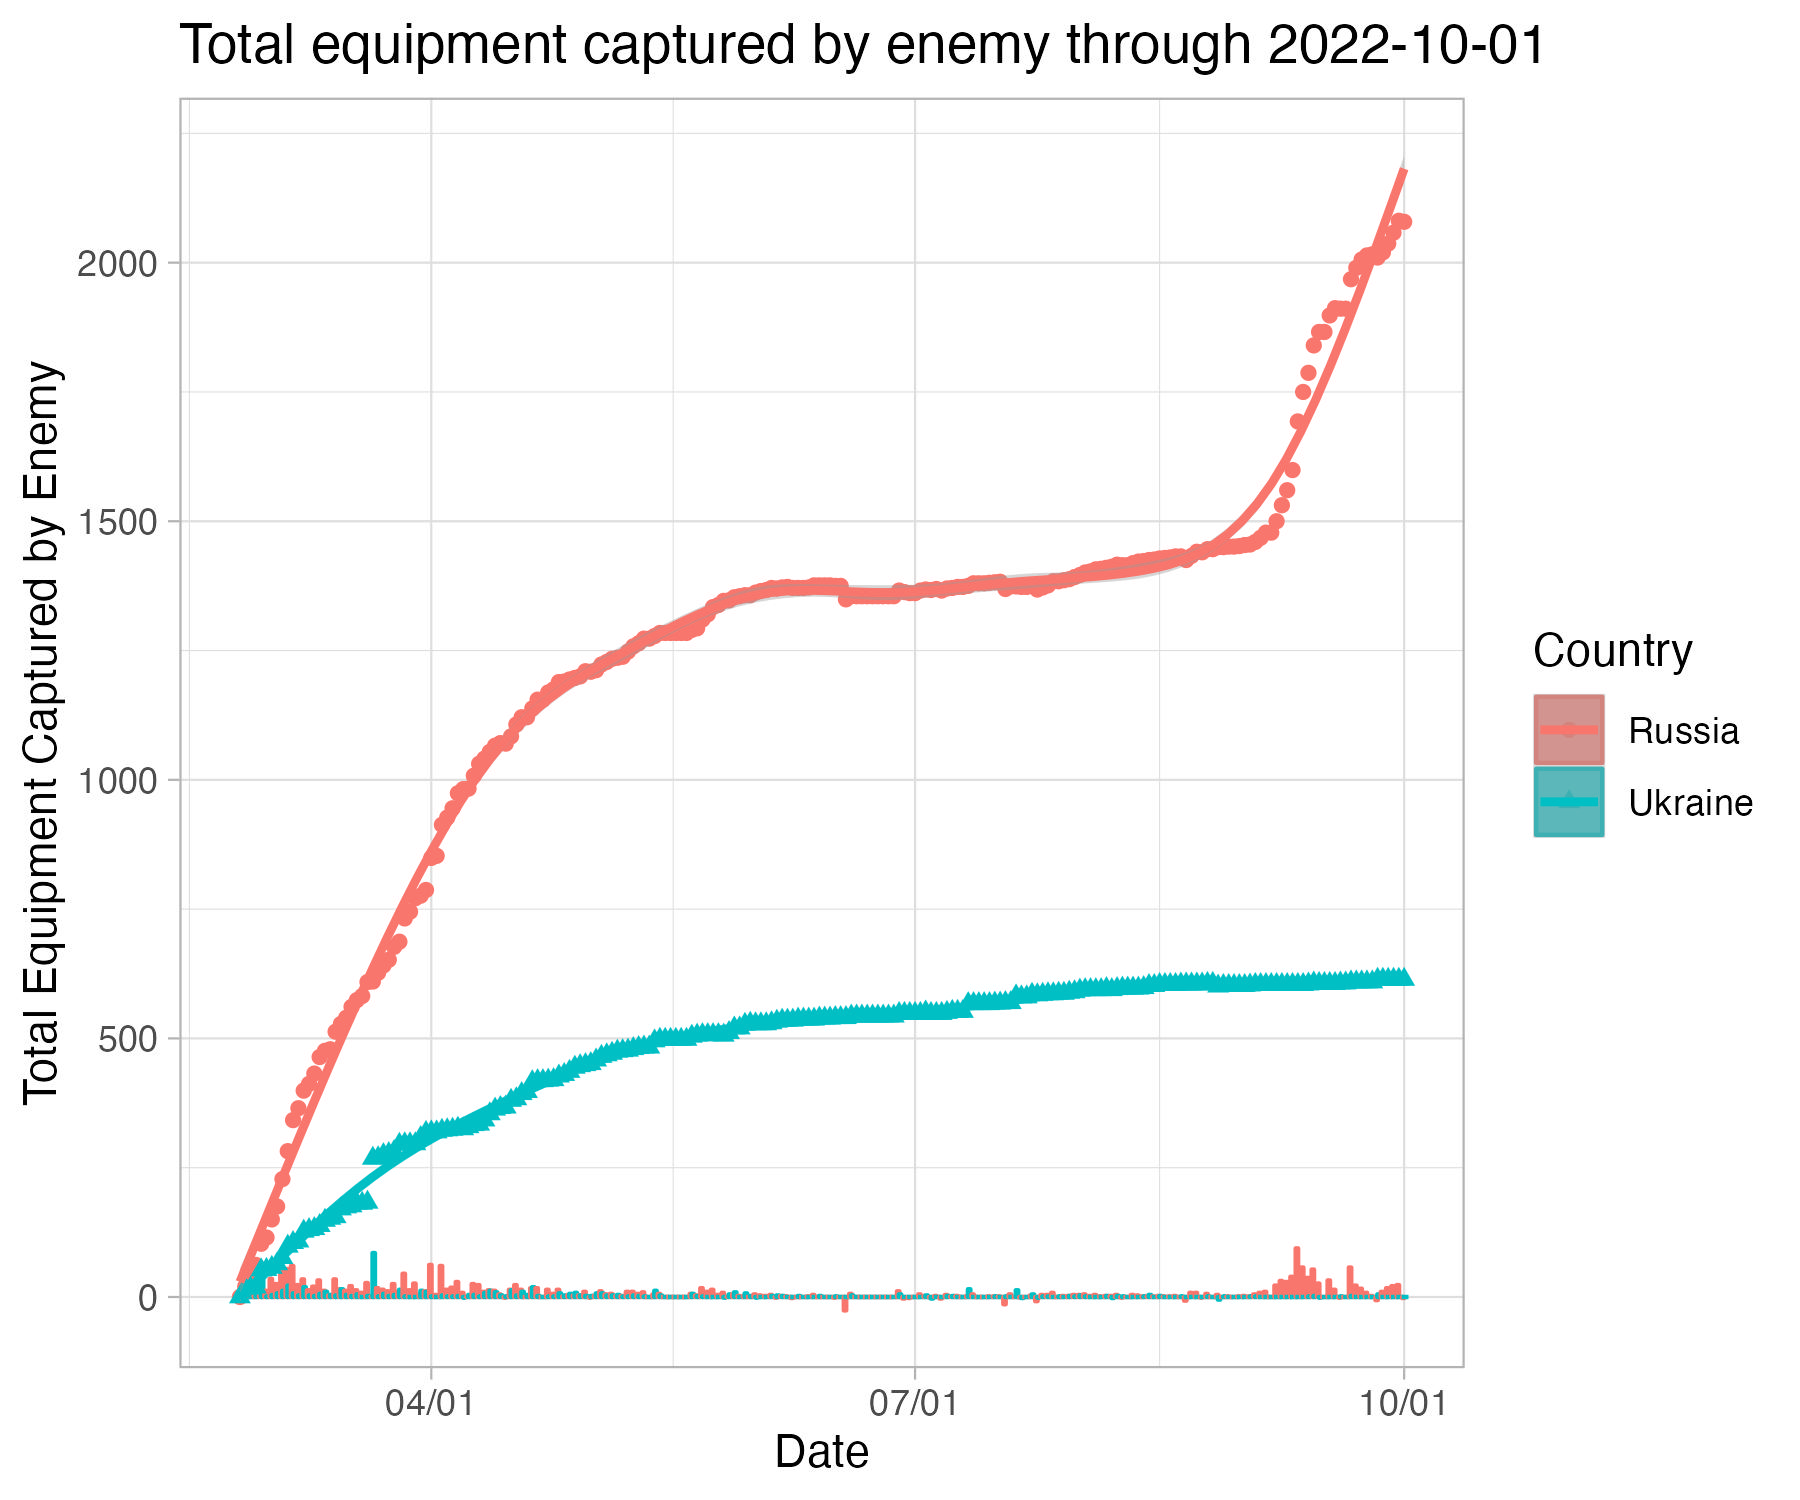 Total equipment captured by enemy through 2022-10-01
Total Equipment Captured by Enemy
2000
1500
1000
500
0
04/01
07/01
10/01
Date
Country
Russia
Ukraine